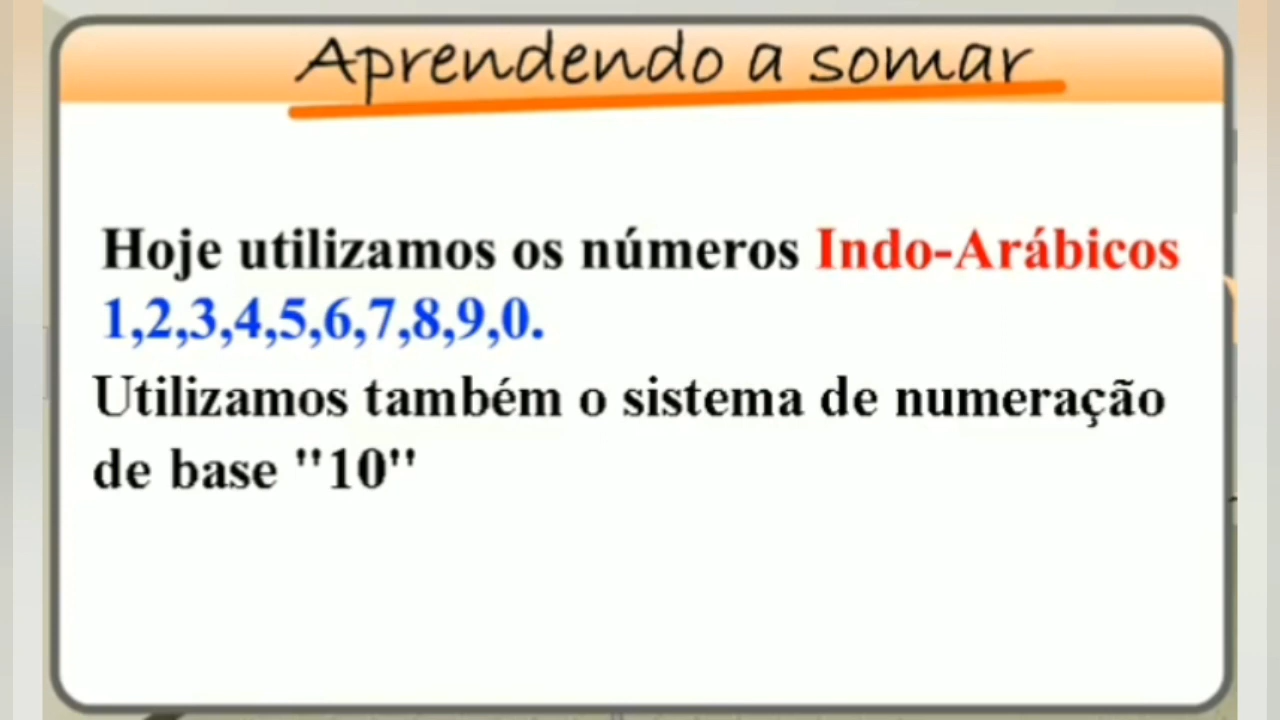 Aprendendo a somar
Hoje utilizamos os números Indo-Arábicos
1,2,3,4,5,6,7,8,9,0.
Utilizamos também o sistema de numeração
de base "10"